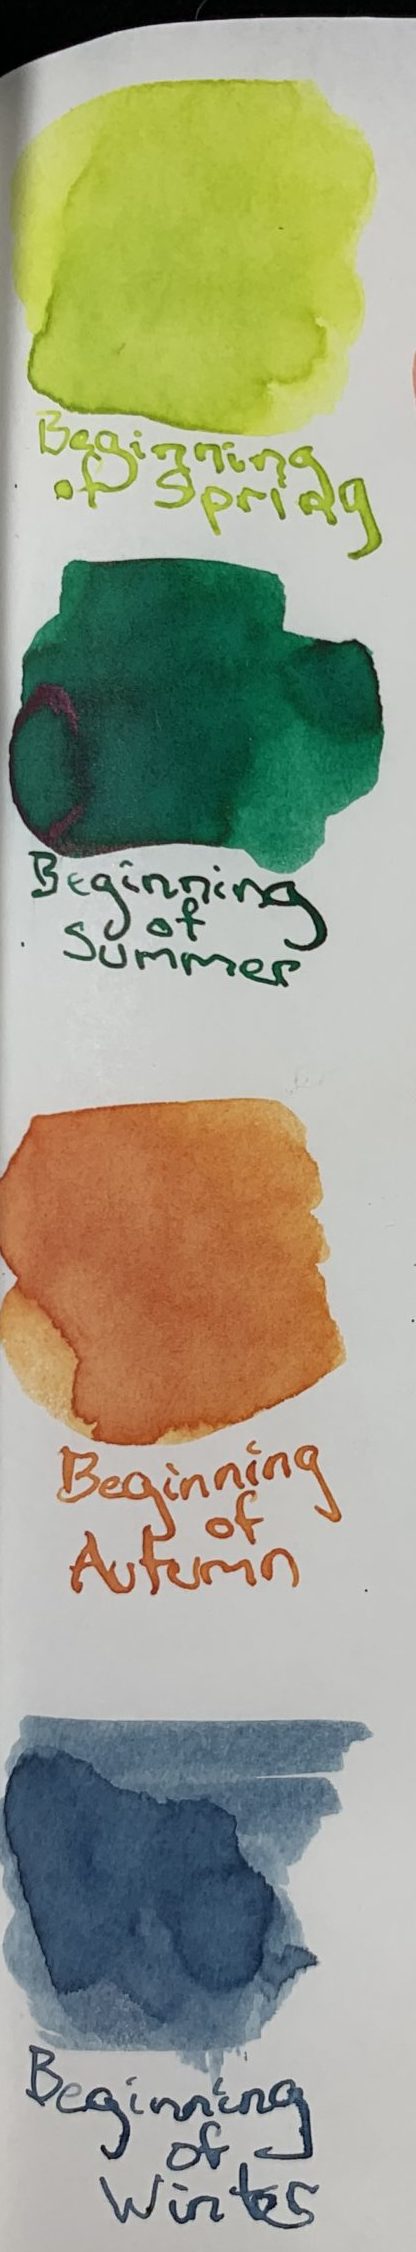 Beginning
of Spring
Beginning
of
Summer
Beginning
of
Autumn
Beginning
of
Winter